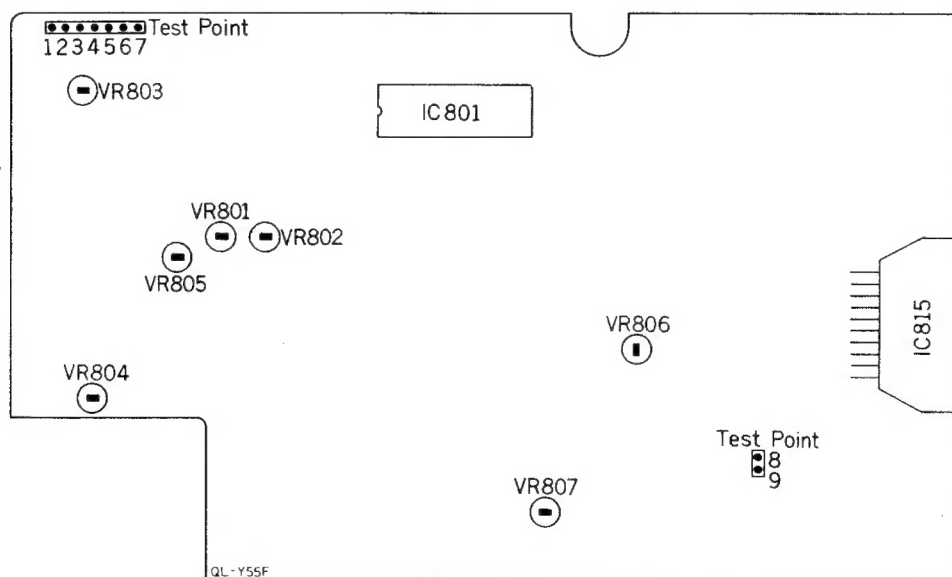 Test Point
1234567
VR803
IC801
VR801
VR802
VR805
IC815
VR806
VR804
Test Point
8
9
VR807
QL-Y55F